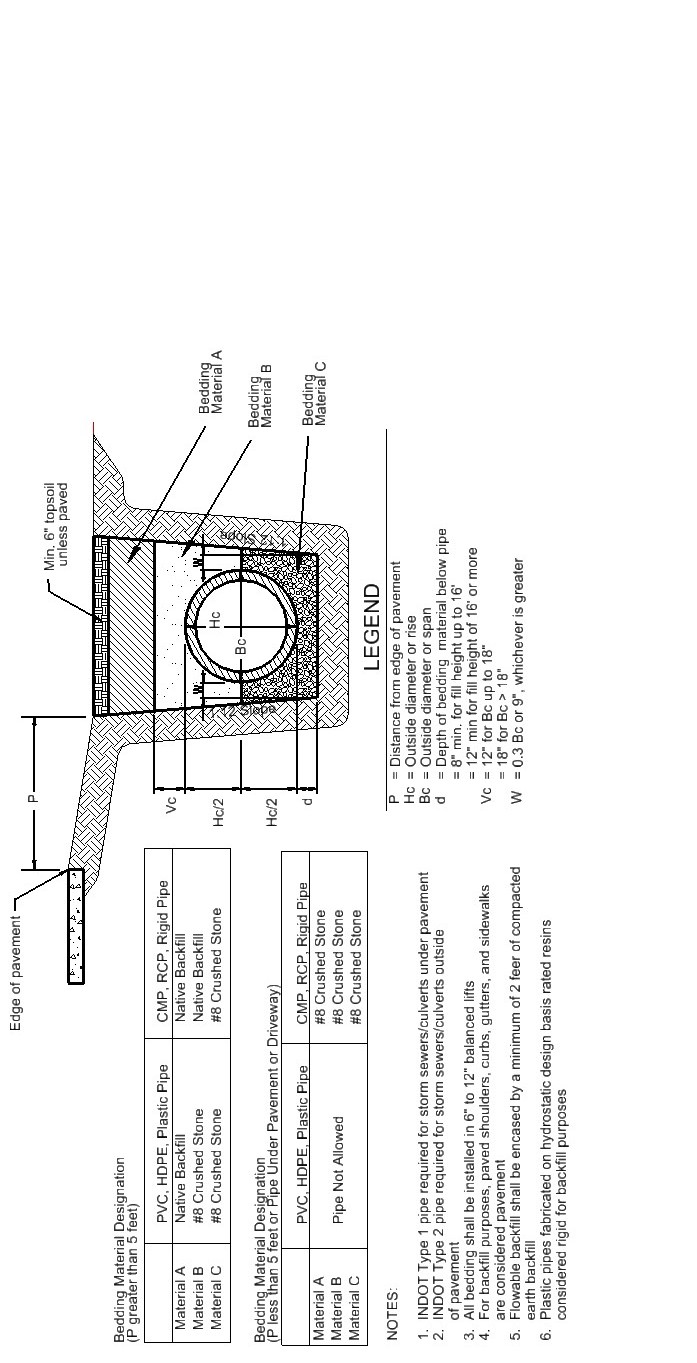 Edge of pavement
P
Min. 6" topsoil
unless paved
Bedding
Material A
Bedding
Material B
Bedding
Material C
Vc
Hc/2
Hc/2
d
W
W
Hc
Bc
1:12 Slope
1:12 Slope
Bedding Material Designation
(P greater than 5 feet)
PVC, HDPE, Plastic Pipe CMP, RCP, Rigid Pipe
Material A Native Backfill Native Backfill
Material B #8 Crushed Stone Native Backfill
Material C #8 Crushed Stone #8 Crushed Stone
Bedding Material Designation
(P less than 5 feet or Pipe Under Pavement or Driveway)
PVC, HDPE, Plastic Pipe CMP, RCP, Rigid Pipe
Material A #8 Crushed Stone
Material B Pipe Not Allowed #8 Crushed Stone
Material C #8 Crushed Stone
LEGEND
P = Distance from edge of pavement
Hc = Outside diameter or rise
Bc = Outside diameter or span
d = Depth of bedding material below pipe
= 8" min. for fill height up to 16'
= 12" min for fill height of 16' or more
Vc = 12" for Bc up to 18"
= 18" for Bc > 18"
W = 0.3 Bc or 9", whichever is greater
NOTES:
1. INDOT Type 1 pipe required for storm sewers/culverts under pavement
2. INDOT Type 2 pipe required for storm sewers/culverts outside
of pavement
3. All bedding shall be installed in 6" to 12" balanced lifts
4. For backfill purposes, paved shoulders, curbs, gutters, and sidewalks
are considered pavement
5. Flowable backfill shall be encased by a minimum of 2 feer of compacted
earth backfill
6. Plastic pipes fabricated on hydrostatic design basis rated resins
considered rigid for backfill purposes